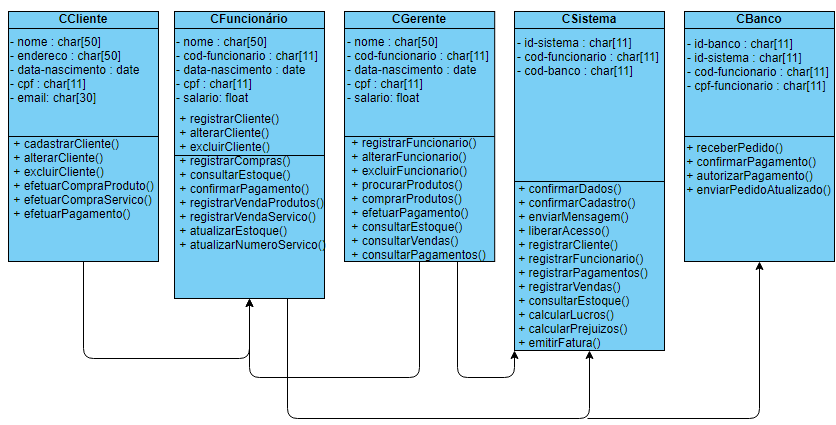 CCliente
- nome : char[50]
- endereco : char[50]
- data-nascimento : date
- cpf : char[11]
- email: char[30]
+ cadastrarCliente()
+ alterarCliente()
+ excluirCliente()
+ efetuarCompraProduto()
+ efetuarCompraServico()
+ efetuarPagamento()
CFuncionário
- nome : char[50]
- cod-funcionario : char[11]
- data-nascimento : date
- cpf : char[11]
- salario: float
+ registrarCliente()
+ alterarCliente()
+ excluirCliente()
+ registrarCompras()
+ consultarEstoque()
+ confirmarPagamento()
+ registrarVendaProdutos()
+ registrarVendaServico()
+ atualizarEstoque()
+ atualizarNumeroServico()
CGerente
- nome : char[50]
- cod-funcionario : char[11]
- data-nascimento : date
- cpf : char[11]
- salario: float
+ registrarFuncionario()
+ alterarFuncionario()
+ excluirFuncionario()
+ procurarProdutos()
+ comprarProdutos()
+ efetuarPagamento()
+ consultarEstoque()
+ consultarVendas()
+ consultarPagamentos()
CSistema
- id-sistema : char[11]
- cod-funcionario : char[11]
- cod-banco : char[11]
+ confirmarDados()
+ confirmarCadastro()
+ enviarMensagem()
+ liberarAcesso()
+ registrarCliente()
+ registrarFuncionario()
+ registrarPagamentos()
+ registrarVendas()
+ consultarEstoque()
+ calcularLucros()
+ calcularPrejuizos()
+ emitirFatura()
CBanco
- id-banco : char[11]
- id-sistema : char[11]
- cod-funcionario : char[11]
- cpf-funcionario : char[11]
+ receberPedido()
+ confirmarPagamento()
+ autorizarPagamento()
+ enviarPedidoAtualizado()